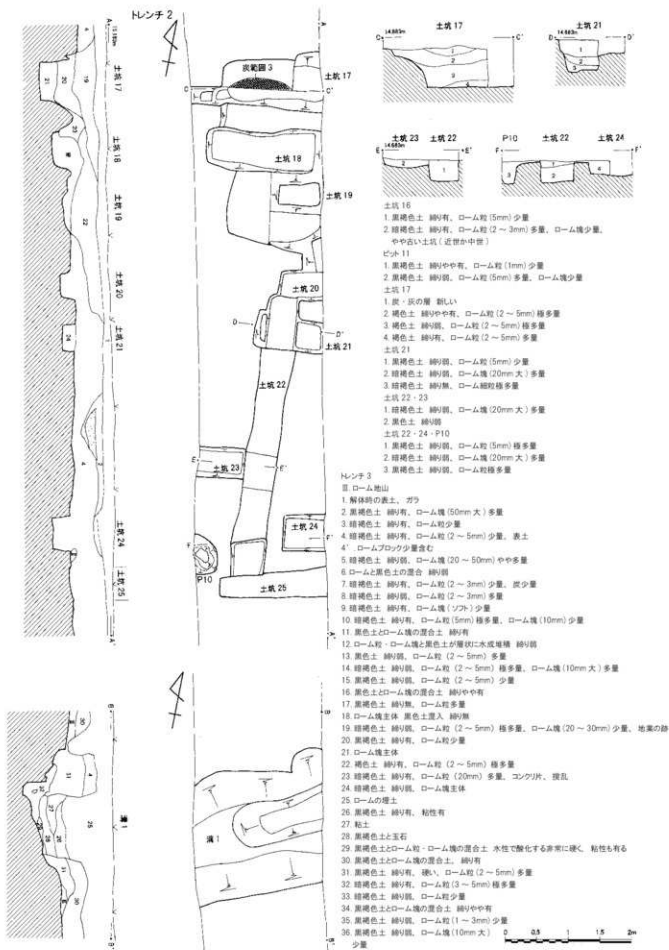 トレンチ 2
A
15.182m
土坑 17
土坑 18
土坑 19
土坑 20
土坑 21
土坑 24
土坑 25
A'
A
炭範囲 3
土坑 17
C
C'
土坑 18
土坑 19
土坑 20
D
D'
土坑 21
土坑 22
E
E'
土坑 23
土坑 24
F
F'
P10
土坑 25
A'
土坑 17
C 14.883m
C'
土坑 21
D 14.883m
D'
土坑 23 土坑 22
E 14.683m
E'
P10 土坑 22 土坑 24
F
F'
土坑 16
1. 黒褐色土 締り有、ローム粒 (5mm) 少量
2. 暗褐色土 締り有、ローム粒 (2 ～ 3mm) 多量、ローム塊少量、
やや古い土坑 ( 近世か中世 )
ピット 11
1. 黒褐色土 締りやや有、ローム粒 (1mm) 少量
2. 黒褐色土 締り弱、ローム粒 (5mm) 多量、ローム塊少量
土坑 17
1. 炭・灰の層 新しい
2. 褐色土 締りやや有、ローム粒 (2 ～ 5mm) 極多量
3. 褐色土 締り弱、ローム粒 (2 ～ 5mm) 極多量
4. 褐色土 締り有、ローム粒 (2 ～ 5mm) 多量
土坑 21
1. 黒褐色土 締り弱、ローム粒 (5mm) 少量
2. 暗褐色土 締り弱、ローム塊 (20mm 大 ) 多量
3. 暗褐色土 締り無、ローム細粒極多量
土坑 22・23
1. 暗褐色土 締り弱、ローム塊 (20mm 大 ) 多量
2. 黒色土 締り弱
土坑 22・24・P10
1. 黒褐色土 締り弱、ローム粒 (5mm) 極多量
2. 暗褐色土 締り弱、ローム塊 (20mm 大 ) 多量
3. 黒褐色土 締り弱、ローム粒極多量
トレンチ 3
Ⅲ. ローム地山
1. 解体時の表土、ガラ
2. 黒褐色土 締り有、ローム塊 (50mm 大 ) 多量
3. 暗褐色土 締り有、ローム粒少量
4. 暗褐色土 締り有、ローム粒 (2 ～ 5mm) 少量、表土
4' ロームブロック少量含む
5. 暗褐色土 締り弱、ローム塊 (20 ～ 50mm) やや多量
6. ロームと黒色土の混合 締り弱
7. 暗褐色土 締り有、ローム粒 (2 ～ 3mm) 少量、炭少量
8. 暗褐色土 締り弱、ローム粒 (2 ～ 3mm) 多量
9. 暗褐色土 締り有、ローム塊 ( ソフト ) 少量
10. 暗褐色土 締り有、ローム粒 (5mm) 極多量、ローム塊 (10mm) 少量
11. 黒色土とローム塊の混合土 締り有
12. ローム粒・ローム塊と黒色土が層状に水成堆積 締り弱
13. 黒色土 締り弱、ローム粒 (2 ～ 5mm) 多量
14. 暗褐色土 締り弱、ローム粒 (2 ～ 5mm) 極多量、ローム塊 (10mm 大 ) 多量
15. 黒褐色土 締り弱、ローム粒 (2 ～ 5mm) 少量
16. 黒色土とローム塊の混合土 締りやや有
17. 黒褐色土 締り無、ローム粒多量
18. ローム塊主体 黒色土混入 締り無
19. 暗褐色土 締り弱、ローム粒 (2 ～ 5mm) 極多量、ローム塊 (20 ～ 30mm) 少量、地業の跡
20. 黒褐色土 締り有、ローム粒少量
21. ローム塊主体
22. 褐色土 締り有、ローム粒 (2 ～ 5mm) 極多量
23. 暗褐色土 締り有、ローム粒 (20mm) 多量、コンクリ片、撹乱
24. 暗褐色土 締り弱、ローム塊主体
25. ロームの埋土
26. 黒褐色土 締り有、粘性有
27. 粘土
28. 黒褐色土と玉石
29. 黒褐色土とローム粒・ローム塊の混合土 水性で酸化する非常に硬く、粘性も有る
30. 黒褐色土とローム塊の混合土、締り有
31. 黒褐色土 締り有、硬い、ローム粒 (2 ～ 5mm) 多量
32. 暗褐色土 締り有、ローム粒 (3 ～ 5mm) 極多量
33. 暗褐色土 締り弱、ローム粒少量
34. 黒褐色土とローム塊の混合土 締りやや有
35. 黒褐色土 締り弱、ローム粒 (1 ～ 3mm) 少量
36. 黒褐色土 締り弱、ローム塊 (10mm 大 )
少量
B
溝 1
B'
B
溝 1
B'
0 0.5 1.5 2m